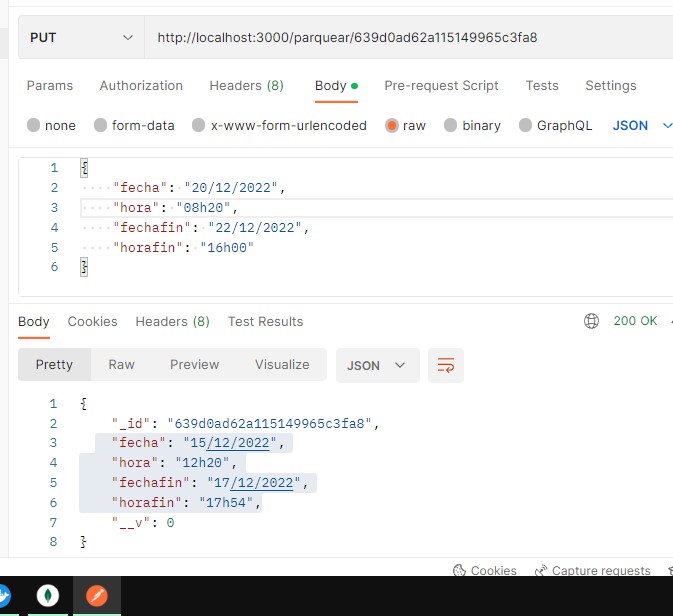 PUT http://localhost:3000/parquear/639d0ad62a115149965c3fa8
Params Authorization Headers (8) Body Pre-request Script Tests Settings
none form-data x-www-form-urlencoded raw binary GraphQL JSON
1 {
2 "fecha": "20/12/2022",
3 "hora": "08h20",
4 "fechafin": "22/12/2022",
5 "horafin": "16h00"
6 }
Body Cookies Headers (8) Test Results 200 OK
Pretty Raw Preview Visualize JSON
1 {
2 "_id": "639d0ad62a115149965c3fa8",
3 "fecha": "15/12/2022",
4 "hora": "12h20",
5 "fechafin": "17/12/2022",
6 "horafin": "17h54",
7 "__v": 0
8 }
Cookies Capture requests